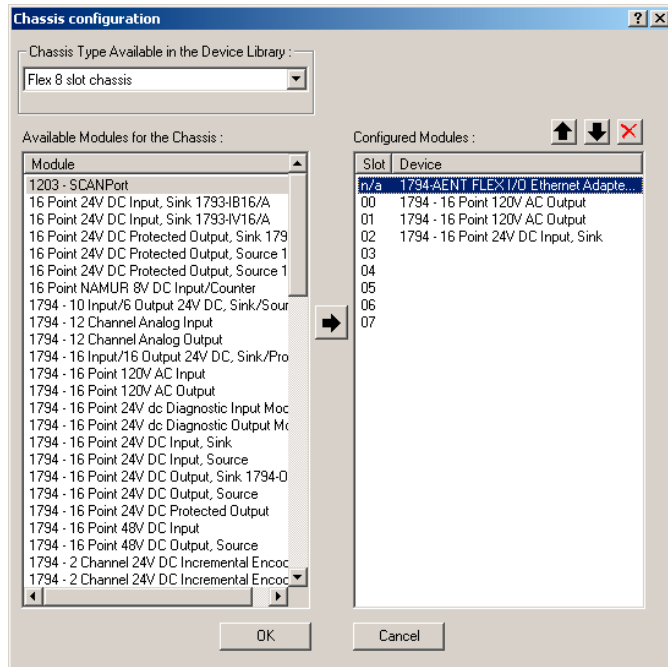 Chassis configuration
Chassis Type Available in the Device Library :
Flex 8 slot chassis
Available Modules for the Chassis :
Module
1203 - SCANPort
16 Point 24V DC Input, Sink 1793-IB16/A
16 Point 24V DC Input, Sink 1793-IV16/A
16 Point 24V DC Protected Output, Sink 179
16 Point 24V DC Protected Output, Source 1
16 Point 24V DC Protected Output, Source 1
16 Point NAMUR 8V DC Input/Counter
1794 - 10 Input/6 Output 24V DC, Sink/Sour
1794 - 12 Channel Analog Input
1794 - 12 Channel Analog Output
1794 - 16 Input/16 Output 24V DC, Sink/Pro
1794 - 16 Point 120V AC Input
1794 - 16 Point 120V AC Output
1794 - 16 Point 24V dc Diagnostic Input Moc
1794 - 16 Point 24V dc Diagnostic Output Mc
1794 - 16 Point 24V DC Input, Sink
1794 - 16 Point 24V DC Input, Source
1794 - 16 Point 24V DC Output, Sink 1794-O
1794 - 16 Point 24V DC Output, Source
1794 - 16 Point 24V DC Protected Output
1794 - 16 Point 48V DC Input
1794 - 16 Point 48V DC Output, Source
1794 - 2 Channel 24V DC Incremental Encoc
1794 - 2 Channel 24V DC Incremental Encoc
Configured Modules :
Slot Device
n/a 1794-AENT FLEX I/O Ethernet Adapte...
00 1794 - 16 Point 120V AC Output
01 1794 - 16 Point 120V AC Output
02 1794 - 16 Point 24V DC Input, Sink
03
04
05
06
07
OK
Cancel